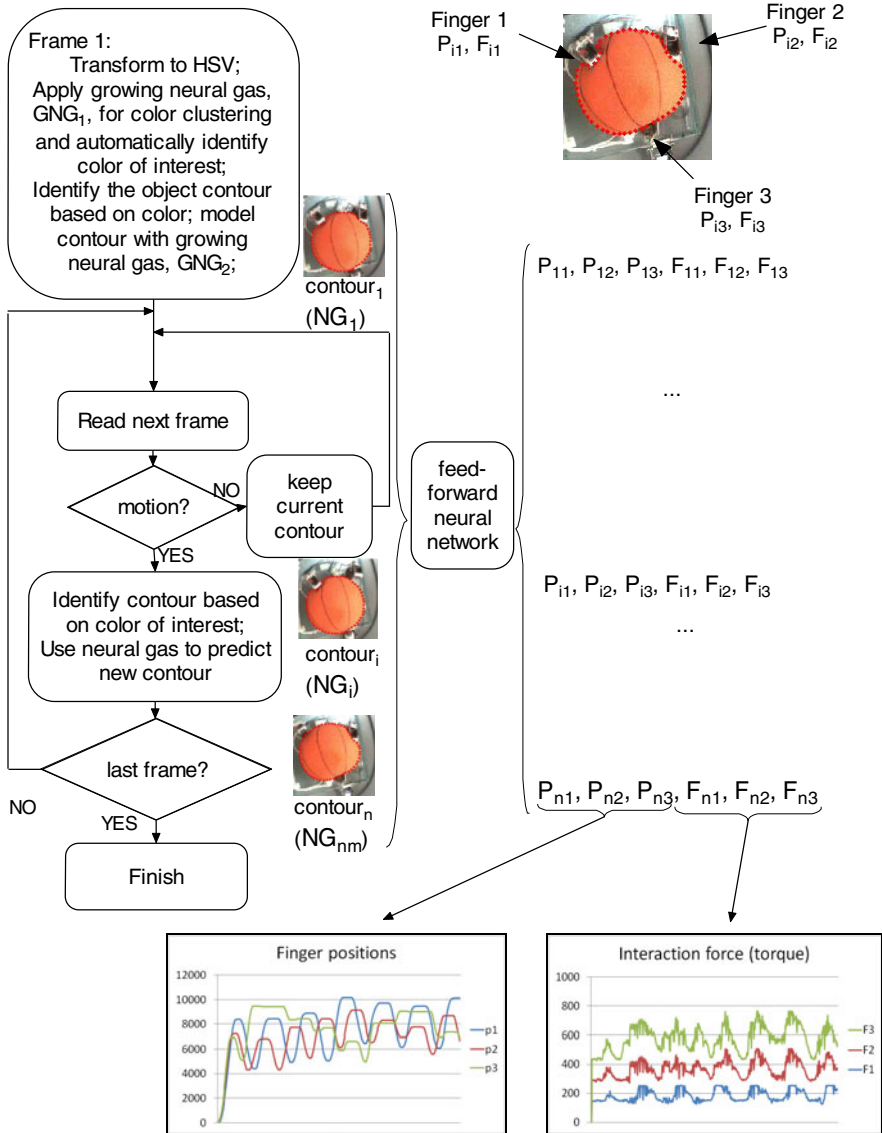 Frame 1:
Transform to HSV;
Apply growing neural gas,
GNG₁, for color clustering
and automatically identify
color of interest;
Identify the object contour
based on color; model
contour with growing
neural gas, GNG₂;
Finger 1
Pᵢ₁, Fᵢ₁
Finger 2
Pᵢ₂, Fᵢ₂
Finger 3
Pᵢ₃, Fᵢ₃
contour₁
(NG₁)
P₁₁, P₁₂, P₁₃, F₁₁, F₁₂, F₁₃
...
Read next frame
motion?
NO
keep
current
contour
YES
feed-
forward
neural
network
Identify contour based
on color of interest;
Use neural gas to predict
new contour
contourᵢ
(NGᵢ)
Pᵢ₁, Pᵢ₂, Pᵢ₃, Fᵢ₁, Fᵢ₂, Fᵢ₃
...
last frame?
NO
YES
contourₙ
(NGₙₘ)
Pₙ₁, Pₙ₂, Pₙ₃, Fₙ₁, Fₙ₂, Fₙ₃
Finish
Finger positions
12000
10000
8000
6000
4000
2000
0
p1
p2
p3
Interaction force (torque)
1000
800
600
400
200
0
F3
F2
F1